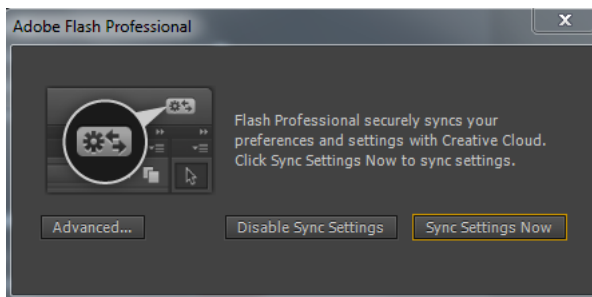 Adobe Flash Professional
Flash Professional securely syncs your
preferences and settings with Creative Cloud.
Click Sync Settings Now to sync settings.
Advanced...
Disable Sync Settings
Sync Settings Now